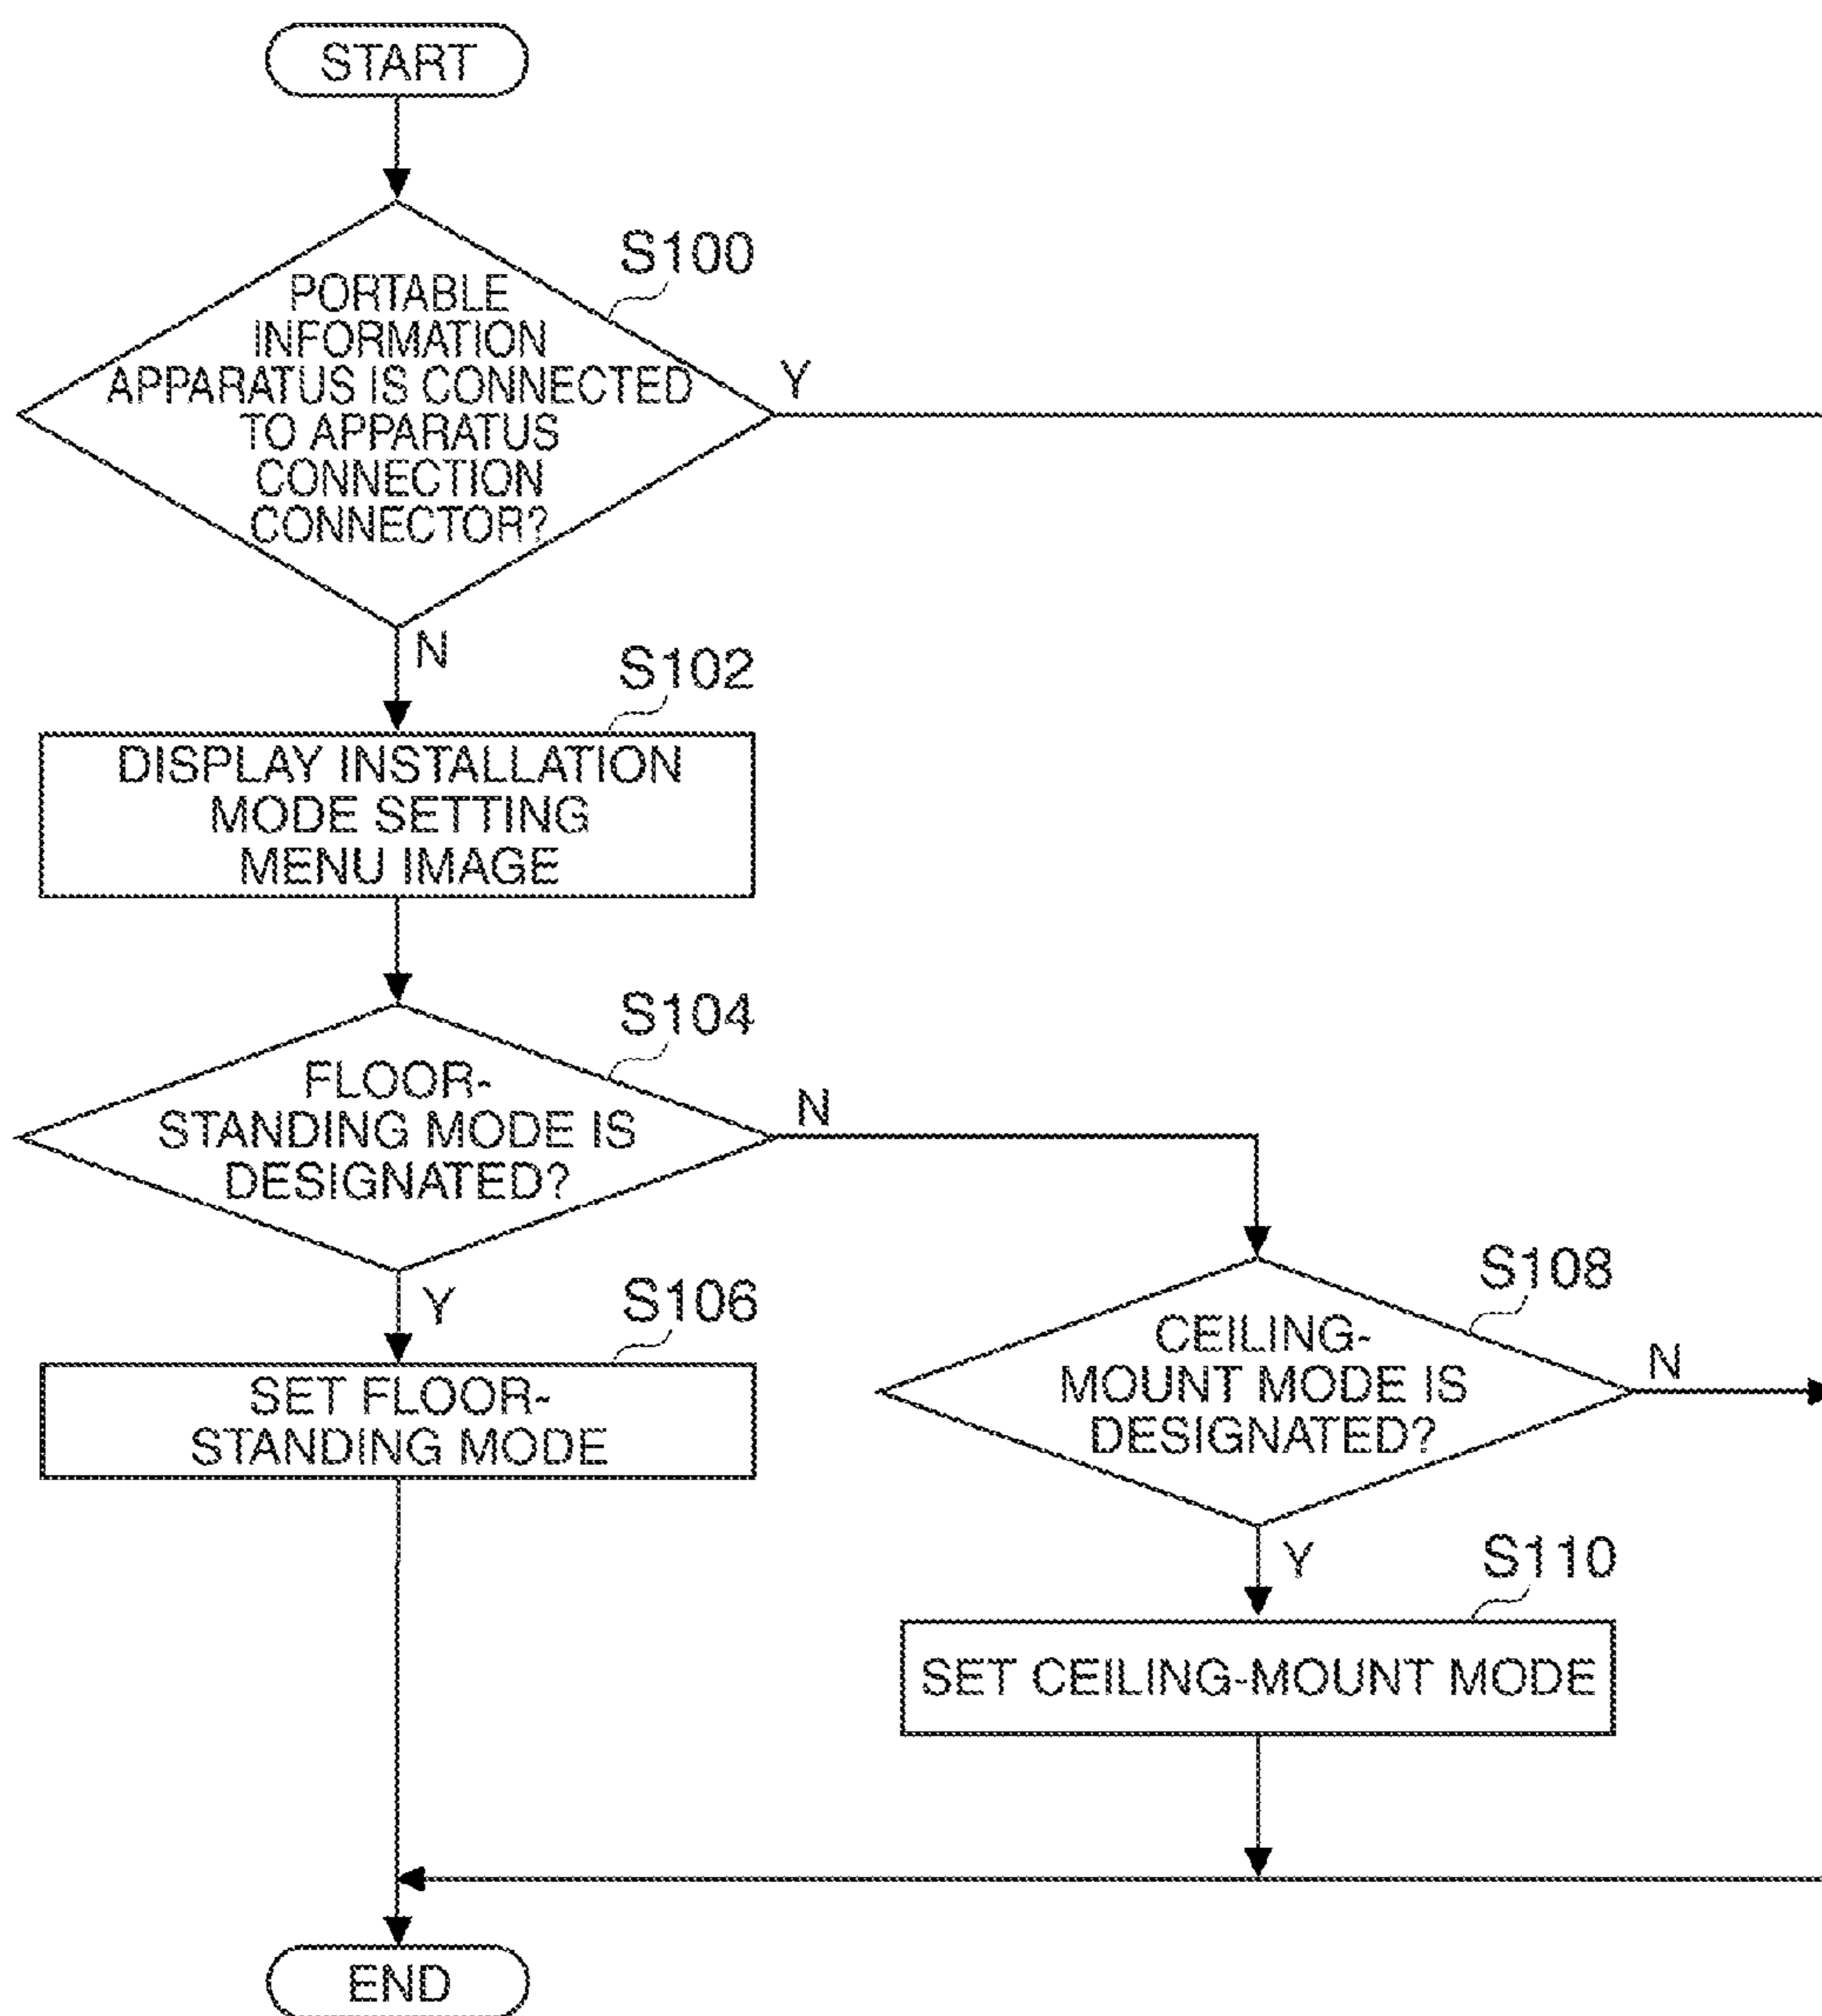 START
S100
PORTABLE
INFORMATION
APPARATUS IS CONNECTED
TO APPARATUS
CONNECTION
CONNECTOR?
Y
N
S102
DISPLAY INSTALLATION
MODE SETTING
MENU IMAGE
S104
FLOOR-
STANDING MODE IS
DESIGNATED?
N
Y
S106
SET FLOOR-
STANDING MODE
S108
CEILING-
MOUNT MODE IS
DESIGNATED?
N
Y
S110
SET CEILING-MOUNT MODE
END